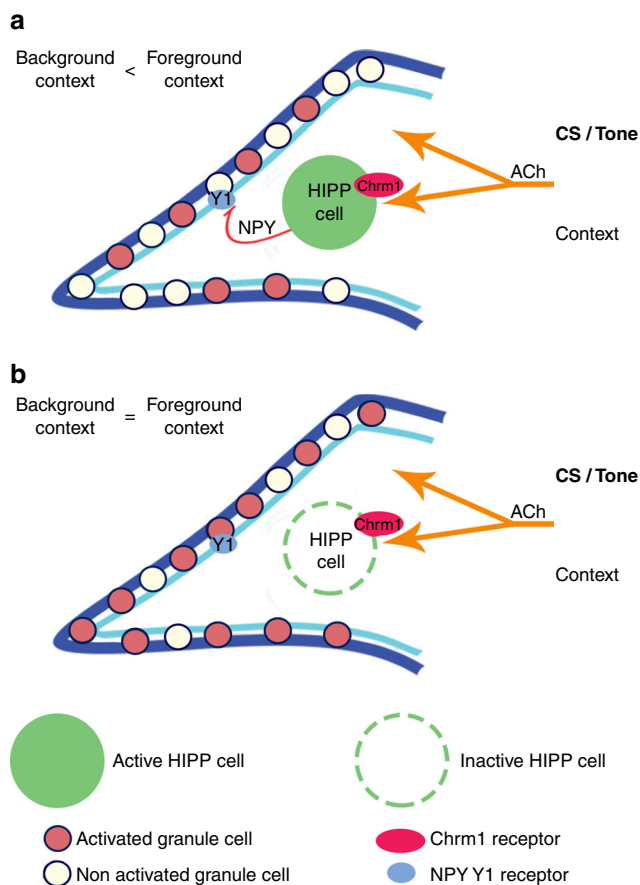 a
Background context < Foreground context
CS / Tone
ACh
Chrm1
HIPP cell
Y1
NPY
Context
b
Background context = Foreground context
CS / Tone
ACh
Chrm1
HIPP cell
Y1
Context
Active HIPP cell
Inactive HIPP cell
Activated granule cell
Chrm1 receptor
Non activated granule cell
NPY Y1 receptor